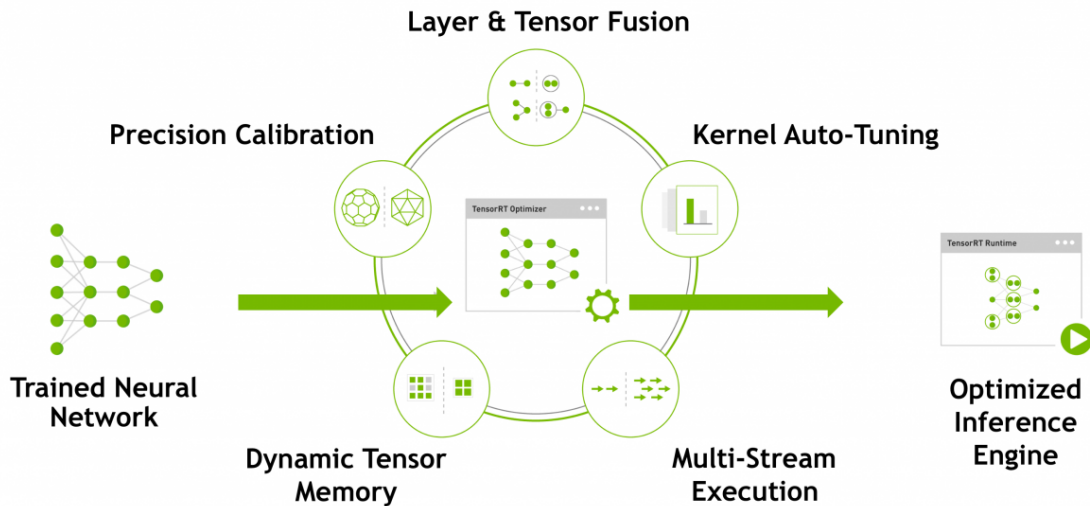 Layer & Tensor Fusion
Precision Calibration
Kernel Auto-Tuning
TensorRT Optimizer
TensorRT Runtime
Trained Neural
Network
Optimized
Inference
Engine
Dynamic Tensor
Memory
Multi-Stream
Execution